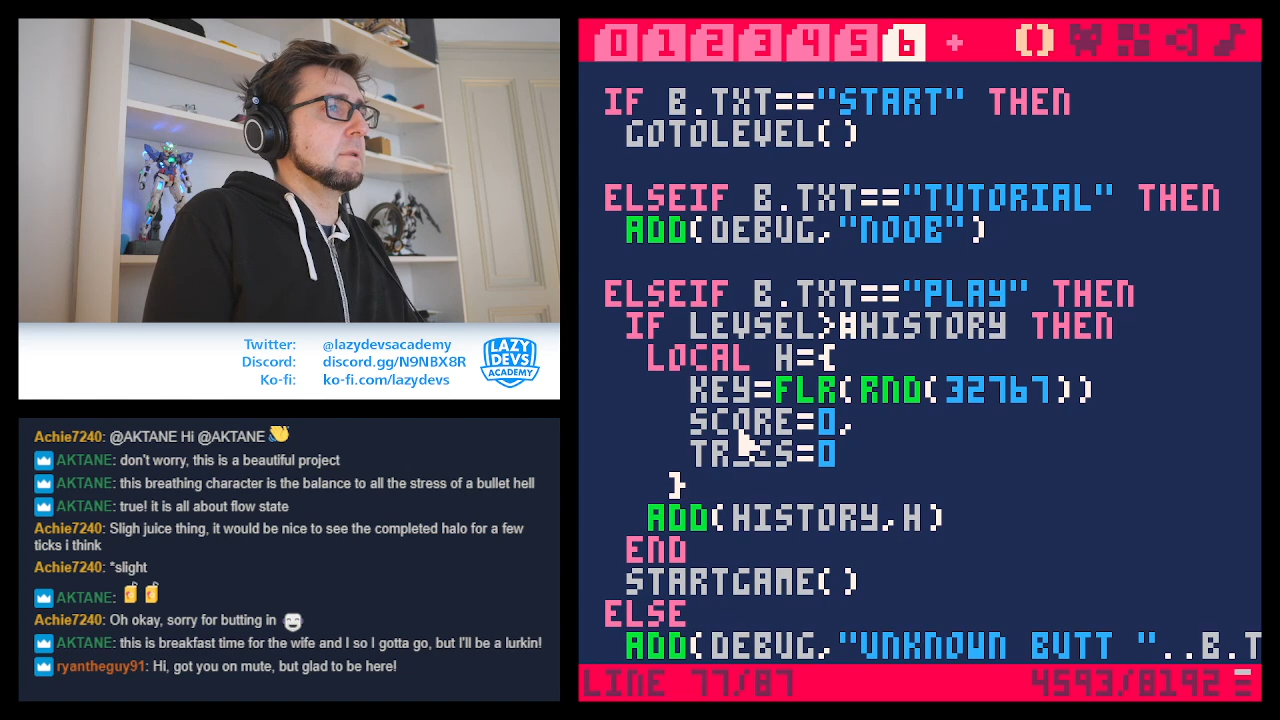 Twitter: @lazydevsacademy
Discord: discord.gg/N9NBX8R
Ko-fi: ko-fi.com/lazydevs
LAZY
DEVS
ACADEMY
Achie7240: @AKTANE Hi @AKTANE
AKTANE: don't worry, this is a beautiful project
AKTANE: this breathing character is the balance to all the stress of a bullet hell
AKTANE: true! it is all about flow state
Achie7240: Sligh juice thing, it would be nice to see the completed halo for a few
ticks i think
Achie7240: *slight
AKTANE:
Achie7240: Oh okay, sorry for butting in
AKTANE: this is breakfast time for the wife and I so I gotta go, but I'll be a lurkin!
ryantheguy91: Hi, got you on mute, but glad to be here!
0 1 2 3 4 5 6 +
IF B.TXT=="START" THEN
GOTOLEVEL()
ELSEIF B.TXT=="TUTORIAL" THEN
ADD(DEBUG,"NOOB")
ELSEIF B.TXT=="PLAY" THEN
IF LEVSEL>#HISTORY THEN
LOCAL H={
KEY=FLR(RND(32767))
SCORE=0,
TRIES=0
}
ADD(HISTORY,H)
END
STARTGAME()
ELSE
ADD(DEBUG,"UNKNOWN BUTT "..B.T
LINE 77/87 4593/8192